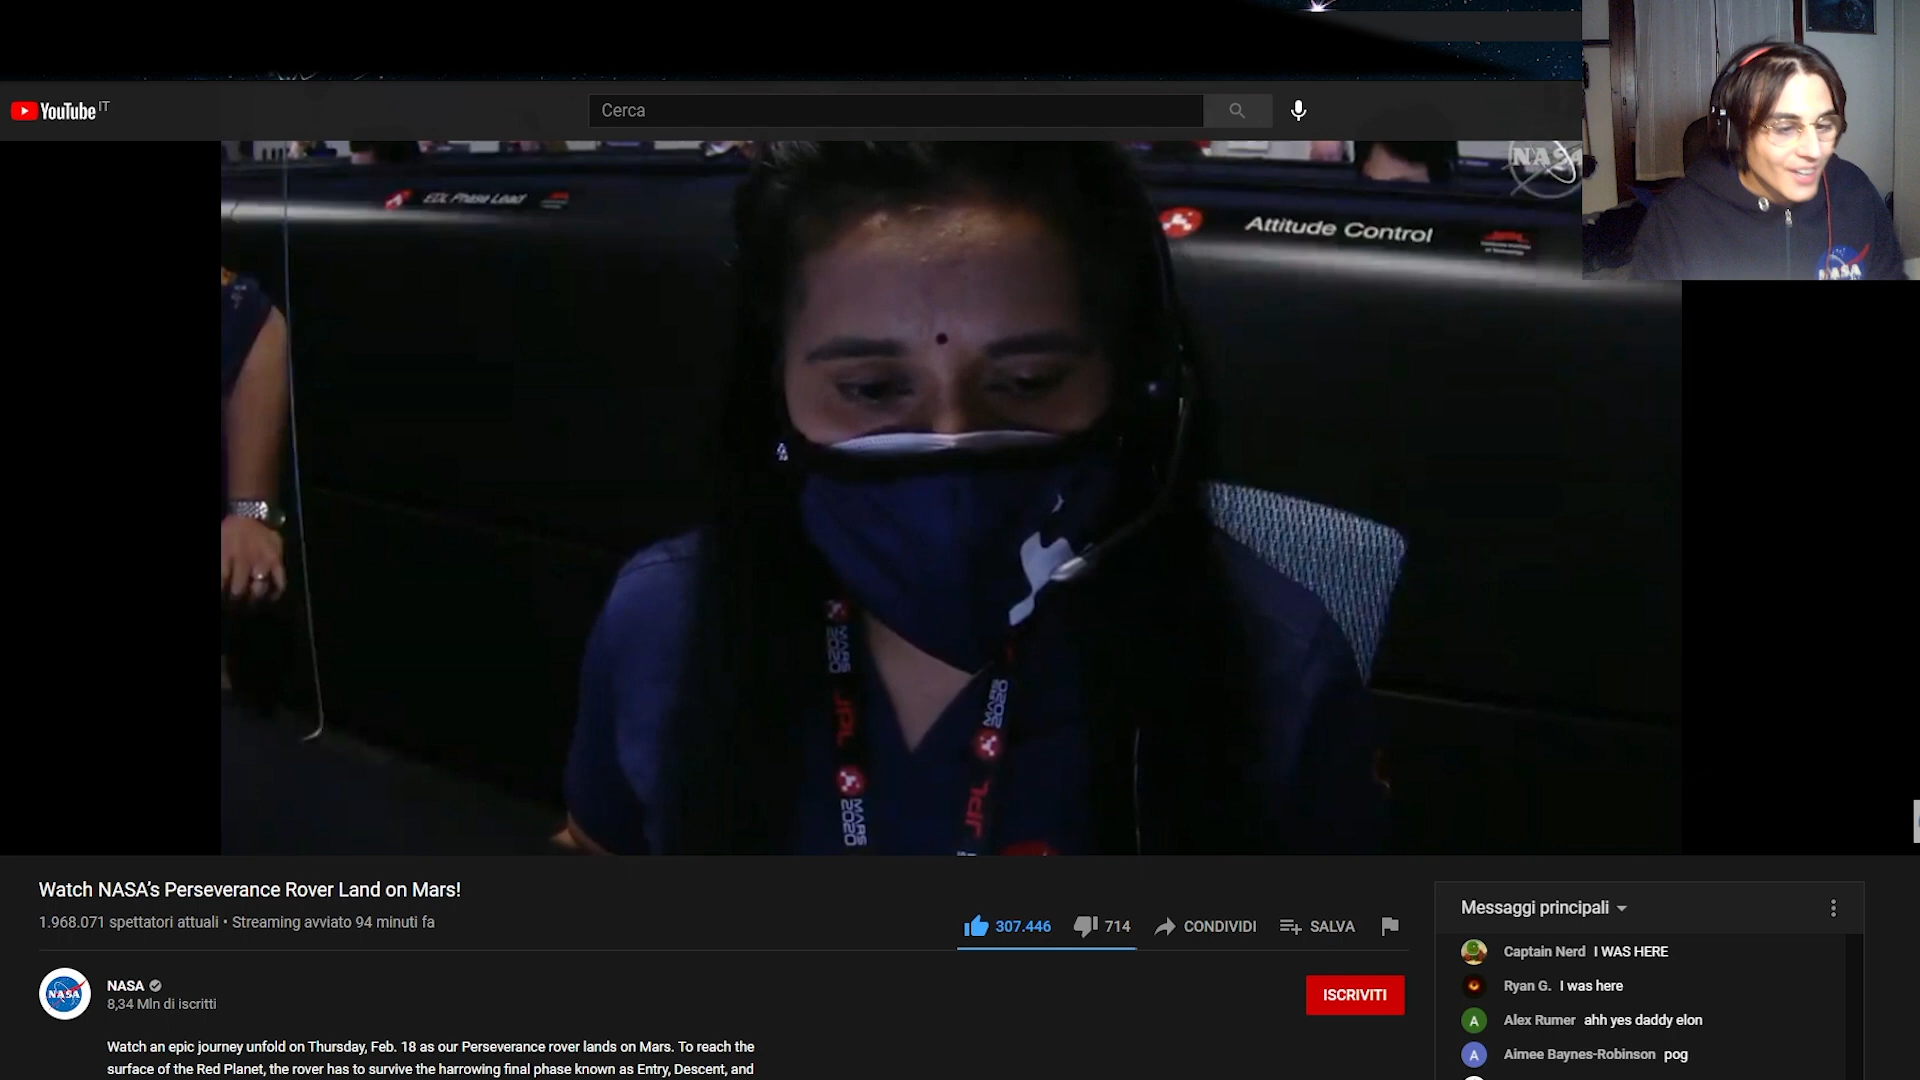 YouTube IT
Cerca
EDL Phase Lead
Attitude Control
NASA
NASA
MARS
2020
JPL
MARS
2020
MARS
2020
JPL
Watch NASA's Perseverance Rover Land on Mars!
1.968.071 spettatori attuali • Streaming avviato 94 minuti fa
307.446
714
CONDIVIDI
SALVA
NASA
NASA
8,34 Mln di iscritti
ISCRIVITI
Watch an epic journey unfold on Thursday, Feb. 18 as our Perseverance rover lands on Mars. To reach the
surface of the Red Planet, the rover has to survive the harrowing final phase known as Entry, Descent, and
Messaggi principali
Captain Nerd I WAS HERE
Ryan G. I was here
A Alex Rumer ahh yes daddy elon
A Aimee Baynes-Robinson pog